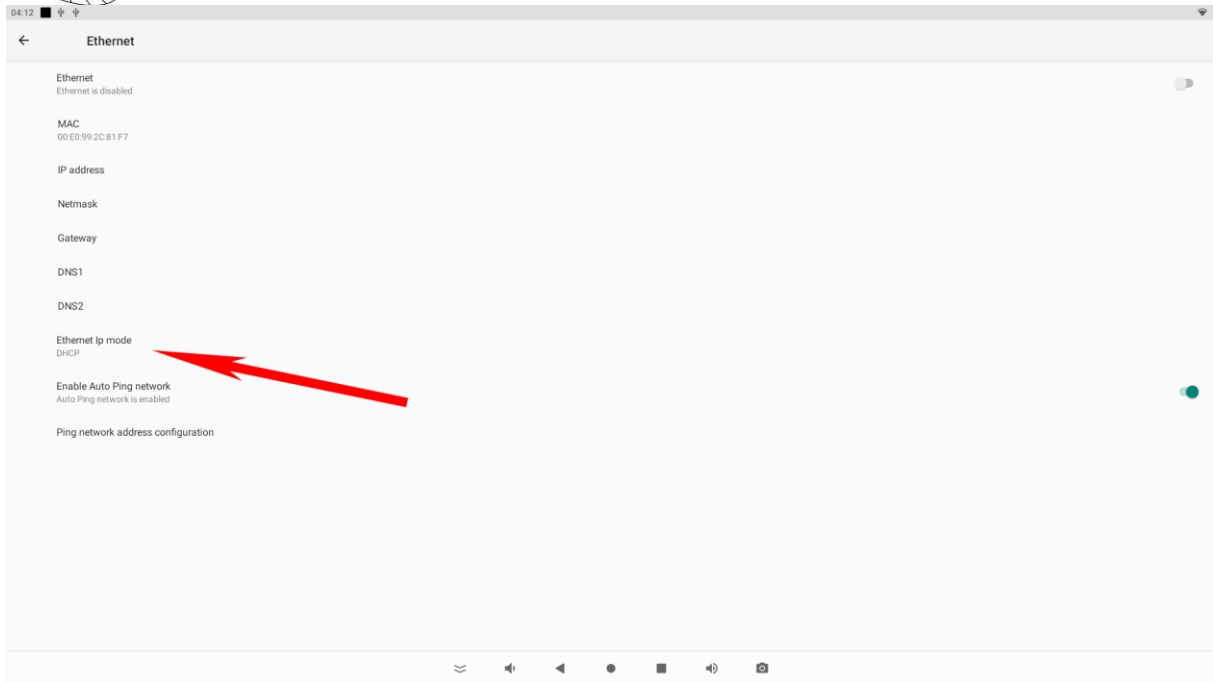 04:12
Ethernet
Ethernet
Ethernet is disabled
MAC
00:E0:99:2C:81:F7
IP address
Netmask
Gateway
DNS1
DNS2
Ethernet Ip mode
DHCP
Enable Auto Ping network
Auto Ping network is enabled
Ping network address configuration